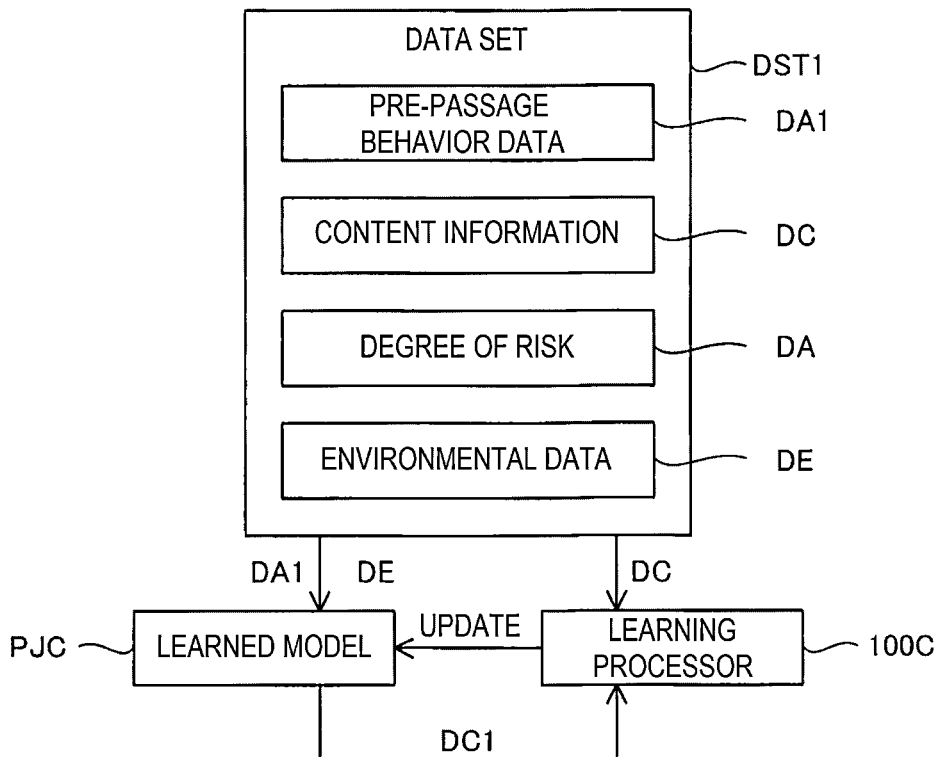 DATA SET
DST1
PRE-PASSAGE
BEHAVIOR DATA
DA1
CONTENT INFORMATION
DC
DEGREE OF RISK
DA
ENVIRONMENTAL DATA
DE
DA1
DE
DC
PJC
LEARNED MODEL
UPDATE
LEARNING
PROCESSOR
100C
DC1